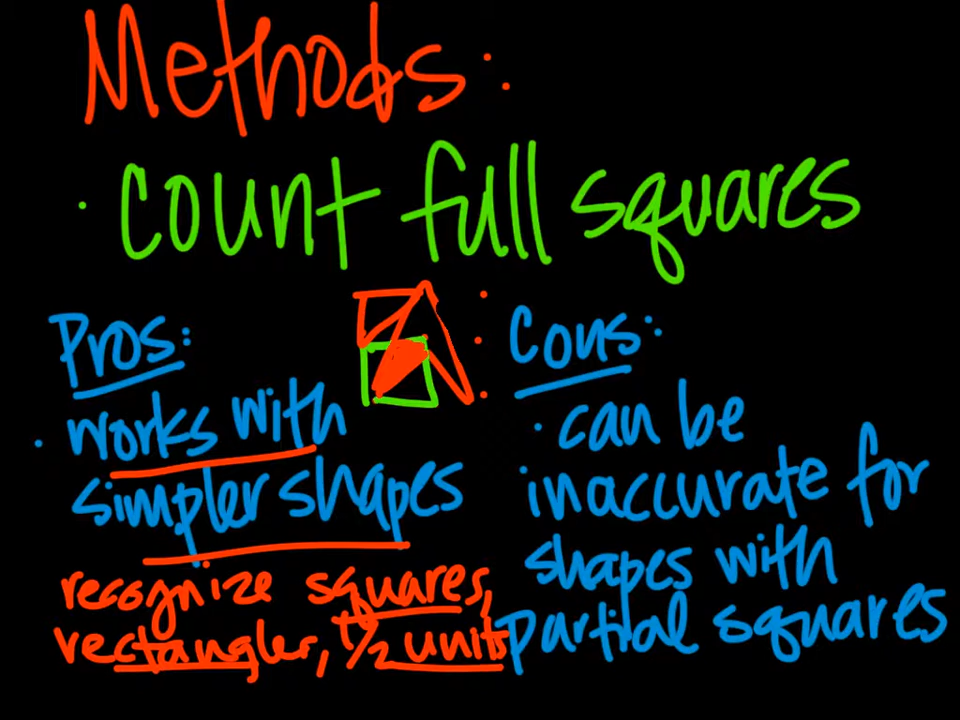 Methods:
· count full squares
Pros:
· works with
simpler shapes
recognize squares,
rectangler, + 1/2 units
Cons:
· can be
inaccurate for
shapes with
partial squares